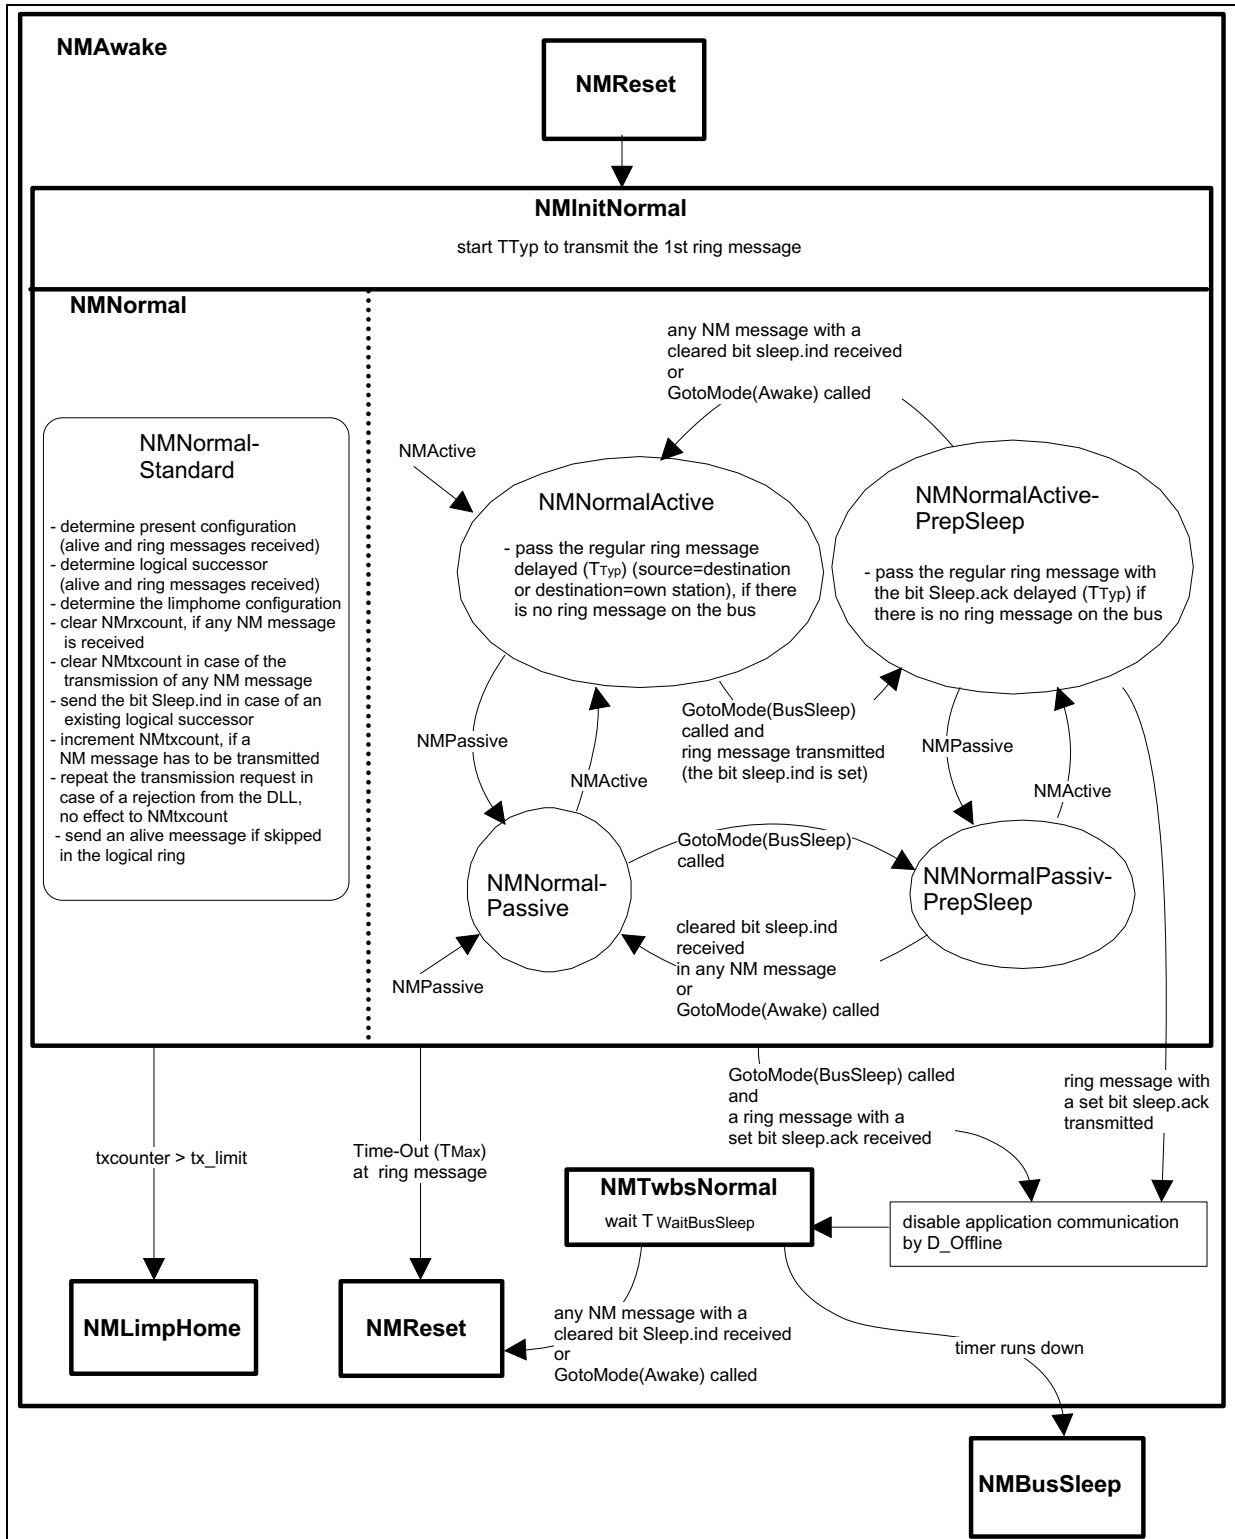 NMAwake
NMReset
NMInitNormal
start TTyp to transmit the 1st ring message
NMNormal
NMNormal-
Standard
- determine present configuration
(alive and ring messages received)
- determine logical successor
(alive and ring messages received)
- determine the limphome configuration
- clear NMrxcount, if any NM message
is received
- clear NMtxcount in case of the
transmission of any NM message
- send the bit Sleep.ind in case of an
existing logical successor
- increment NMtxcount, if a
NM message has to be transmitted
- repeat the transmission request in
case of a rejection from the DLL,
no effect to NMtxcount
- send an alive meessage if skipped
in the logical ring
any NM message with a
cleared bit sleep.ind received
or
GotoMode(Awake) called
NMActive
NMNormalActive
- pass the regular ring message
delayed (TTyp) (source=destination
or destination=own station), if there
is no ring message on the bus
NMNormalActive-
PrepSleep
- pass the regular ring message with
the bit Sleep.ack delayed (TTyp) if
there is no ring message on the bus
NMPassive
NMActive
GotoMode(BusSleep)
called and
ring message transmitted
(the bit sleep.ind is set)
NMPassive
NMActive
GotoMode(BusSleep)
called
NMNormal-
Passive
NMNormalPassiv-
PrepSleep
cleared bit sleep.ind
received
in any NM message
or
GotoMode(Awake) called
NMPassive
GotoMode(BusSleep) called
and
a ring message with a
set bit sleep.ack received
ring message with
a set bit sleep.ack
transmitted
txcounter > tx_limit
Time-Out (TMax)
at ring message
NMTwbsNormal
wait T WaitBusSleep
disable application communication
by D_Offline
NMLimpHome
NMReset
any NM message with a
cleared bit Sleep.ind received
or
GotoMode(Awake) called
timer runs down
NMBusSleep